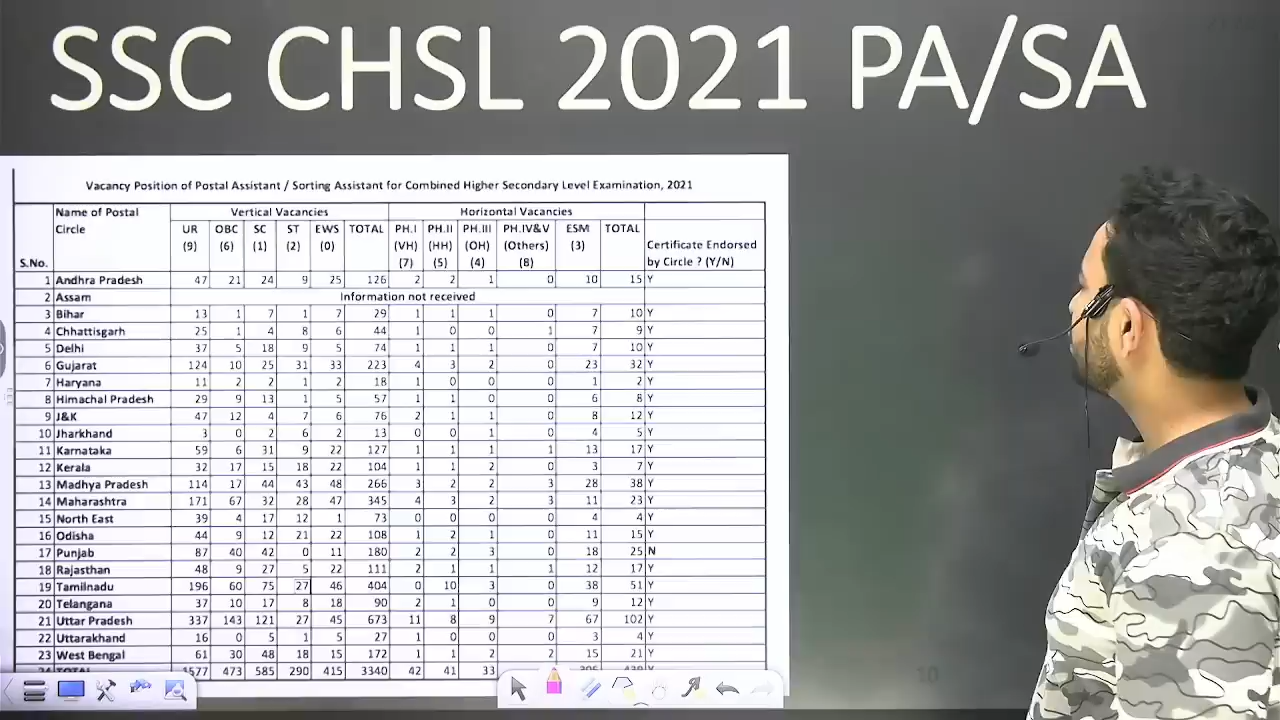 SSC CHSL 2021 PA/SA
Vacancy Position of Postal Assistant / Sorting Assistant for Combined Higher Secondary Level Examination, 2021
S.No. Name of Postal Circle Vertical Vacancies Horizontal Vacancies
UR (9) OBC (6) SC (1) ST (2) EWS (0) TOTAL PH.I (VH) (7) PH.II (HH) (5) PH.III (OH) (4) PH.IV&V (Others) (8) ESM (3) TOTAL Certificate Endorsed by Circle ? (Y/N)
1 Andhra Pradesh 47 21 24 9 25 126 2 2 1 0 10 15 Y
2 Assam Information not received
3 Bihar 13 1 7 1 7 29 1 1 1 0 7 10 Y
4 Chhattisgarh 25 1 4 8 6 44 1 0 0 1 7 9 Y
5 Delhi 37 5 18 9 5 74 1 1 1 0 7 10 Y
6 Gujarat 124 10 25 31 33 223 4 3 2 0 23 32 Y
7 Haryana 11 2 2 1 2 18 1 0 0 0 1 2 Y
8 Himachal Pradesh 29 9 13 1 5 57 1 1 0 0 6 8 Y
9 J&K 47 12 4 7 6 76 2 1 1 0 8 12 Y
10 Jharkhand 3 0 2 6 2 13 0 0 1 0 4 5 Y
11 Karnataka 59 6 31 9 22 127 1 1 1 1 13 17 Y
12 Kerala 32 17 15 18 22 104 1 1 2 0 3 7 Y
13 Madhya Pradesh 114 17 44 43 48 266 3 2 2 3 28 38 Y
14 Maharashtra 171 67 32 28 47 345 4 3 2 3 11 23 Y
15 North East 39 4 17 12 1 73 0 0 0 0 4 4 Y
16 Odisha 44 9 12 21 22 108 1 2 1 0 11 15 Y
17 Punjab 87 40 42 0 11 180 2 2 3 0 18 25 N
18 Rajasthan 48 9 27 5 22 111 2 1 1 1 12 17 Y
19 Tamilnadu 196 60 75 27 46 404 0 10 3 0 38 51 Y
20 Telangana 37 10 17 8 18 90 2 1 0 0 9 12 Y
21 Uttar Pradesh 337 143 121 27 45 673 11 8 9 7 67 102 Y
22 Uttarakhand 16 0 5 1 5 27 1 0 0 0 3 4 Y
23 West Bengal 61 30 48 18 15 172 1 1 2 2 15 21 Y
24 TOTAL 1577 473 585 290 415 3340 42 41 33
10